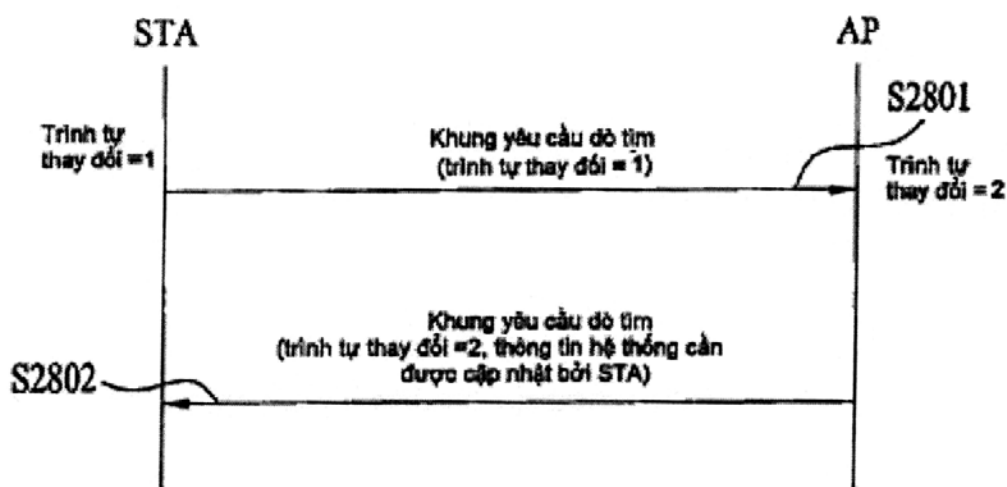 STA
AP
S2801
Trình tự
thay đổi =1
Khung yêu cầu dò tìm
(trình tự thay đổi = 1)
Trình tự
thay đổi = 2
Khung yêu cầu dò tìm
(trình tự thay đổi =2, thông tin hệ thống cần
được cập nhật bởi STA)
S2802